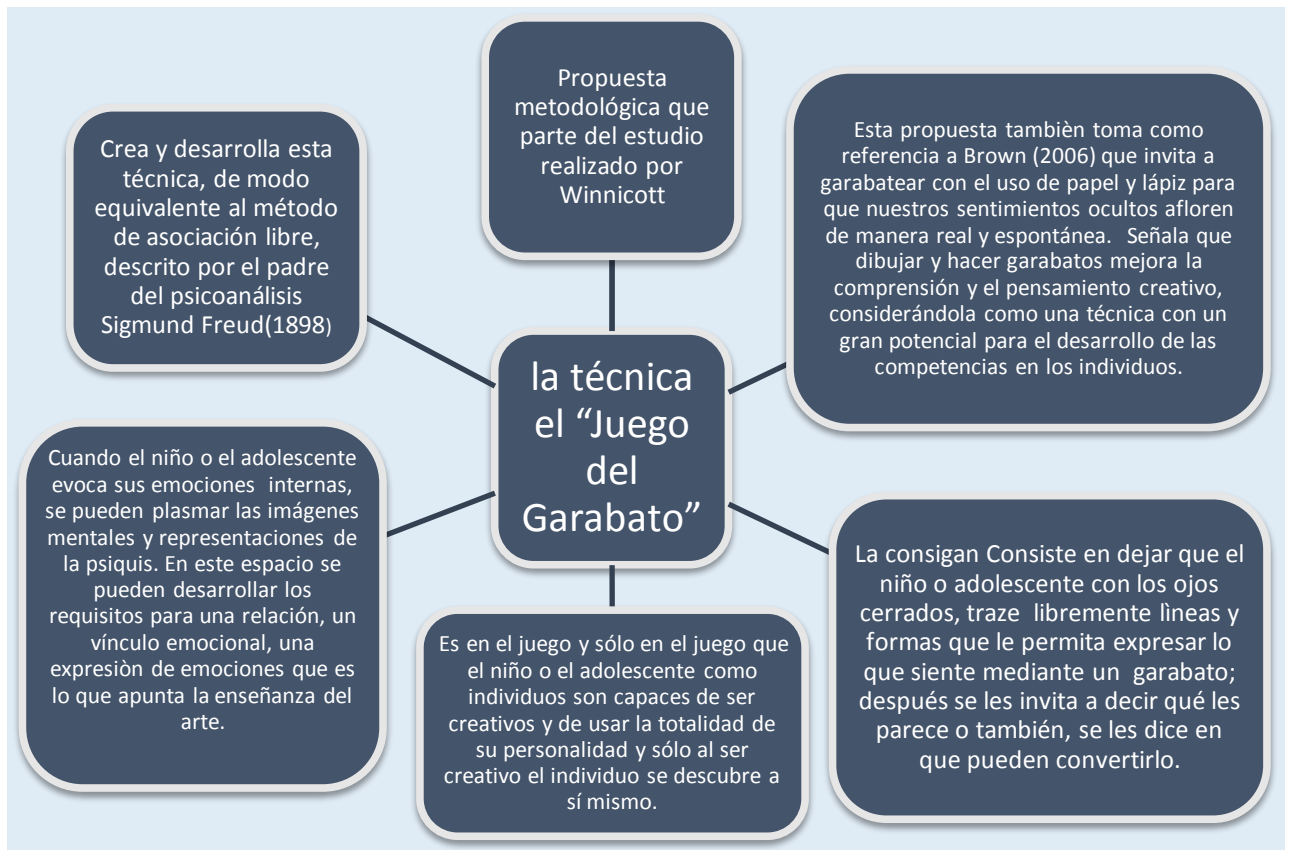 Propuesta
metodológica que
parte del estudio
realizado por
Winnicott
Crea y desarrolla esta
técnica, de modo
equivalente al método
de asociación libre,
descrito por el padre
del psicoanálisis
Sigmund Freud(1898)
Esta propuesta tambièn toma como
referencia a Brown (2006) que invita a
garabatear con el uso de papel y lápiz para
que nuestros sentimientos ocultos afloren
de manera real y espontánea. Señala que
dibujar y hacer garabatos mejora la
comprensión y el pensamiento creativo,
considerándola como una técnica con un
gran potencial para el desarrollo de las
competencias en los individuos.
la técnica
el “Juego
del
Garabato”
Cuando el niño o el adolescente
evoca sus emociones internas,
se pueden plasmar las imágenes
mentales y representaciones de
la psiquis. En este espacio se
pueden desarrollar los
requisitos para una relación, un
vínculo emocional, una
expresiòn de emociones que es
lo que apunta la enseñanza del
arte.
Es en el juego y sólo en el juego que
el niño o el adolescente como
individuos son capaces de ser
creativos y de usar la totalidad de
su personalidad y sólo al ser
creativo el individuo se descubre a
sí mismo.
La consigan Consiste en dejar que el
niño o adolescente con los ojos
cerrados, traze libremente lìneas y
formas que le permita expresar lo
que siente mediante un garabato;
después se les invita a decir qué les
parece o también, se les dice en
que pueden convertirlo.